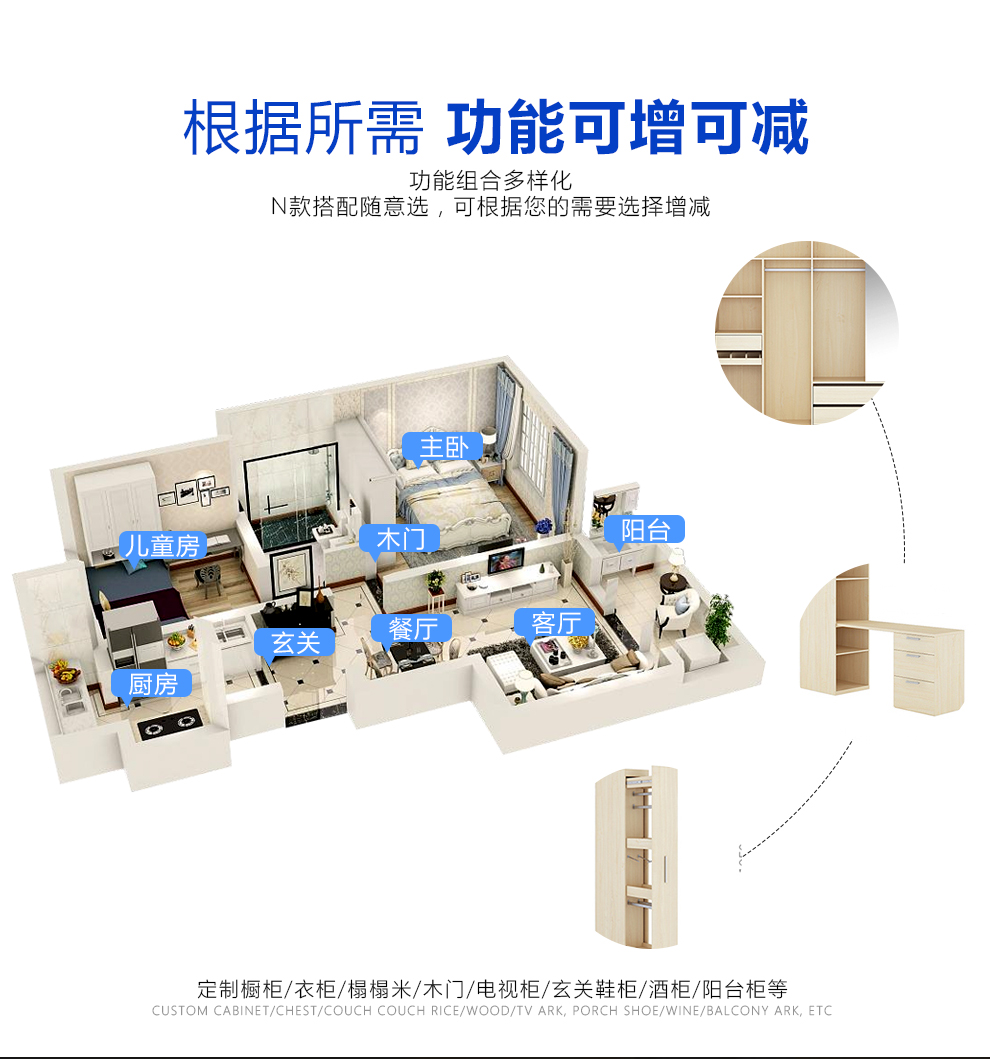 根据所需 功能可增可减
功能组合多样化
N款搭配随意选，可根据您的需要选择增减
主卧
阳台
木门
儿童房
客厅
餐厅
玄关
厨房
定制橱柜/衣柜/榻榻米/木门/电视柜/玄关鞋柜/酒柜/阳台柜等
CUSTOM CABINET/CHEST/COUCH COUCH RICE/WOOD/TV ARK, PORCH SHOE/WINE/BALCONY ARK, ETC